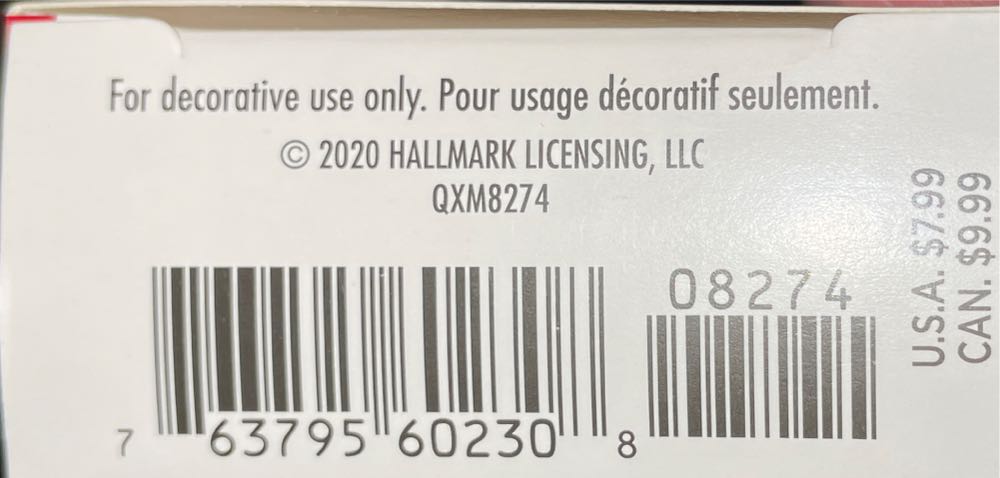 For decorative use only. Pour usage décoratif seulement.
© 2020 HALLMARK LICENSING, LLC
QXM8274
08274
7 63795 60230 8
U.S.A. $7.99
CAN. $9.99